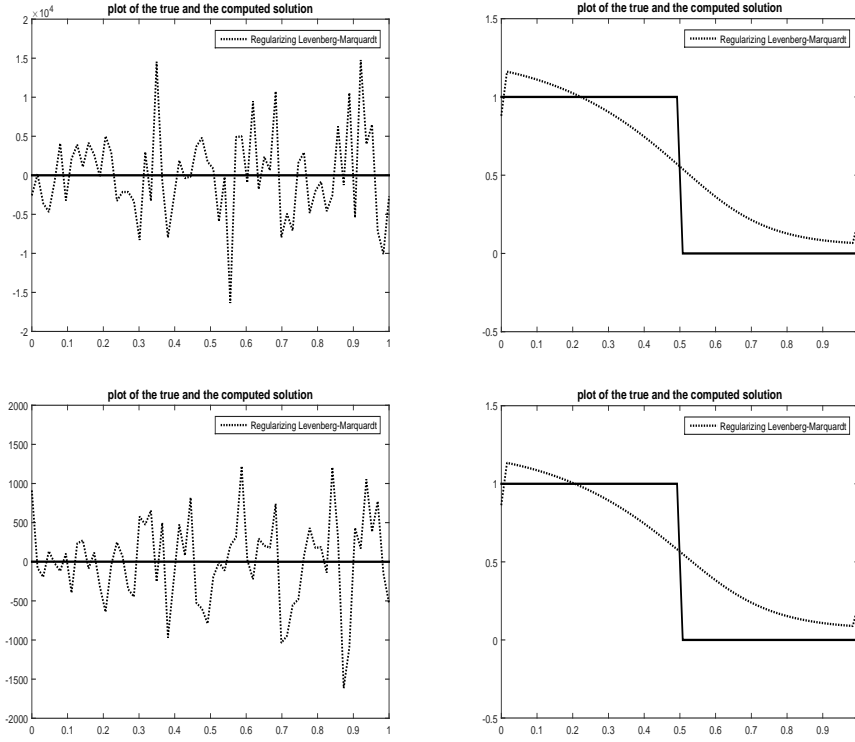 plot of the true and the computed solution
×10⁴
Regularizing Levenberg-Marquardt
2
1.5
1
0.5
0
-0.5
-1
-1.5
-2
0 0.1 0.2 0.3 0.4 0.5 0.6 0.7 0.8 0.9 1
plot of the true and the computed solution
Regularizing Levenberg-Marquardt
1.5
1
0.5
0
-0.5
0 0.1 0.2 0.3 0.4 0.5 0.6 0.7 0.8 0.9
plot of the true and the computed solution
Regularizing Levenberg-Marquardt
2000
1500
1000
500
0
-500
-1000
-1500
-2000
0 0.1 0.2 0.3 0.4 0.5 0.6 0.7 0.8 0.9 1
plot of the true and the computed solution
Regularizing Levenberg-Marquardt
1.5
1
0.5
0
-0.5
0 0.1 0.2 0.3 0.4 0.5 0.6 0.7 0.8 0.9